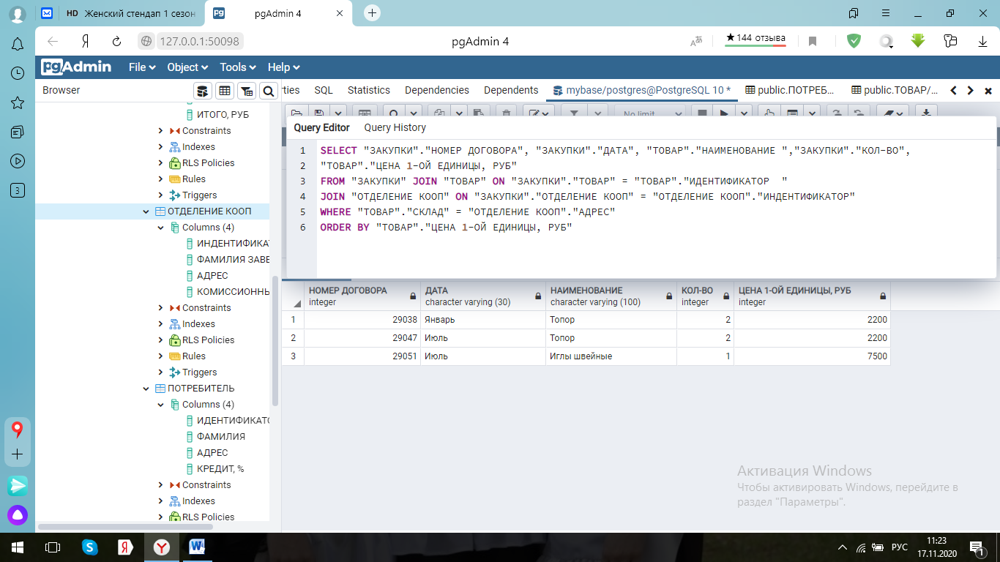 HD Женский стендап 1 сезон
pgAdmin 4
127.0.0.1:50098
pgAdmin 4
★144 отзыва
pgAdmin File Object Tools Help
Browser
rties SQL Statistics Dependencies Dependents mybase/postgres@PostgreSQL 10 * public.ПОТРЕБ... public.ТОВАР/...
No limit
ИТОГО, РУБ
Constraints
Indexes
RLS Policies
Rules
Triggers
ОТДЕЛЕНИЕ КООП
Columns (4)
ИНДЕНТИФИКА
ФАМИЛИЯ ЗАВЕ
АДРЕС
КОМИССИОННЫ
Constraints
Indexes
RLS Policies
Rules
Triggers
ПОТРЕБИТЕЛЬ
Columns (4)
ИДЕНТИФИКАТО
ФАМИЛИЯ
АДРЕС
КРЕДИТ, %
Constraints
Indexes
RLS Policies
Query Editor Query History
1 SELECT "ЗАКУПКИ"."НОМЕР ДОГОВОРА", "ЗАКУПКИ"."ДАТА", "ТОВАР"."НАИМЕНОВАНИЕ ","ЗАКУПКИ"."КОЛ-ВО",
2 "ТОВАР"."ЦЕНА 1-ОЙ ЕДИНИЦЫ, РУБ"
3 FROM "ЗАКУПКИ" JOIN "ТОВАР" ON "ЗАКУПКИ"."ТОВАР" = "ТОВАР"."ИДЕНТИФИКАТОР  "
4 JOIN "ОТДЕЛЕНИЕ КООП" ON "ЗАКУПКИ"."ОТДЕЛЕНИЕ КООП" = "ОТДЕЛЕНИЕ КООП"."ИНДЕНТИФИКАТОР"
5 WHERE "ТОВАР"."СКЛАД" = "ОТДЕЛЕНИЕ КООП"."АДРЕС"
6 ORDER BY "ТОВАР"."ЦЕНА 1-ОЙ ЕДИНИЦЫ, РУБ"
НОМЕР ДОГОВОРА ДАТА НАИМЕНОВАНИЕ КОЛ-ВО ЦЕНА 1-ОЙ ЕДИНИЦЫ, РУБ
integer character varying (30) character varying (100) integer integer
1 29038 Январь Топор 2 2200
2 29047 Июль Топор 2 2200
3 29051 Июль Иглы швейные 1 7500
Активация Windows
Чтобы активировать Windows, перейдите в
раздел "Параметры".
3
РУС
11:23
17.11.2020
1